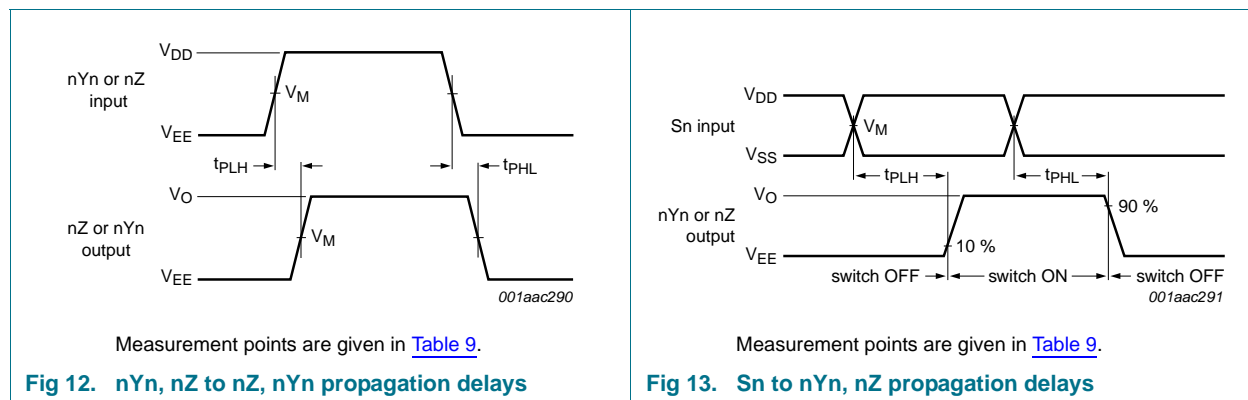 VDD
nYn or nZ
input
VM
VEE
tPLH
tPHL
VO
nZ or nYn
output
VM
VEE
001aac290
Measurement points are given in Table 9.
Fig 12. nYn, nZ to nZ, nYn propagation delays
VDD
Sn input
VM
VSS
tPLH
tPHL
VO
nYn or nZ
output
90 %
10 %
VEE
switch OFF
switch ON
switch OFF
001aac291
Measurement points are given in Table 9.
Fig 13. Sn to nYn, nZ propagation delays